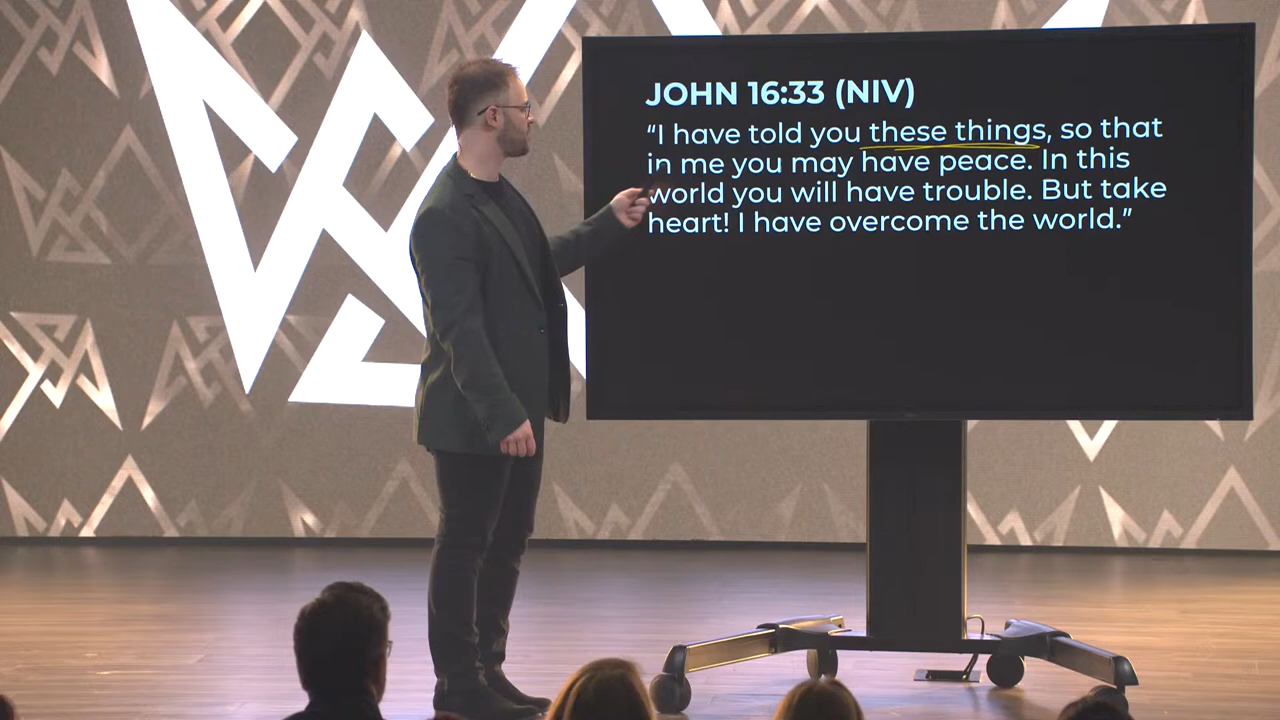 JOHN 16:33 (NIV)
“I have told you these things, so that
in me you may have peace. In this
world you will have trouble. But take
heart! I have overcome the world.”